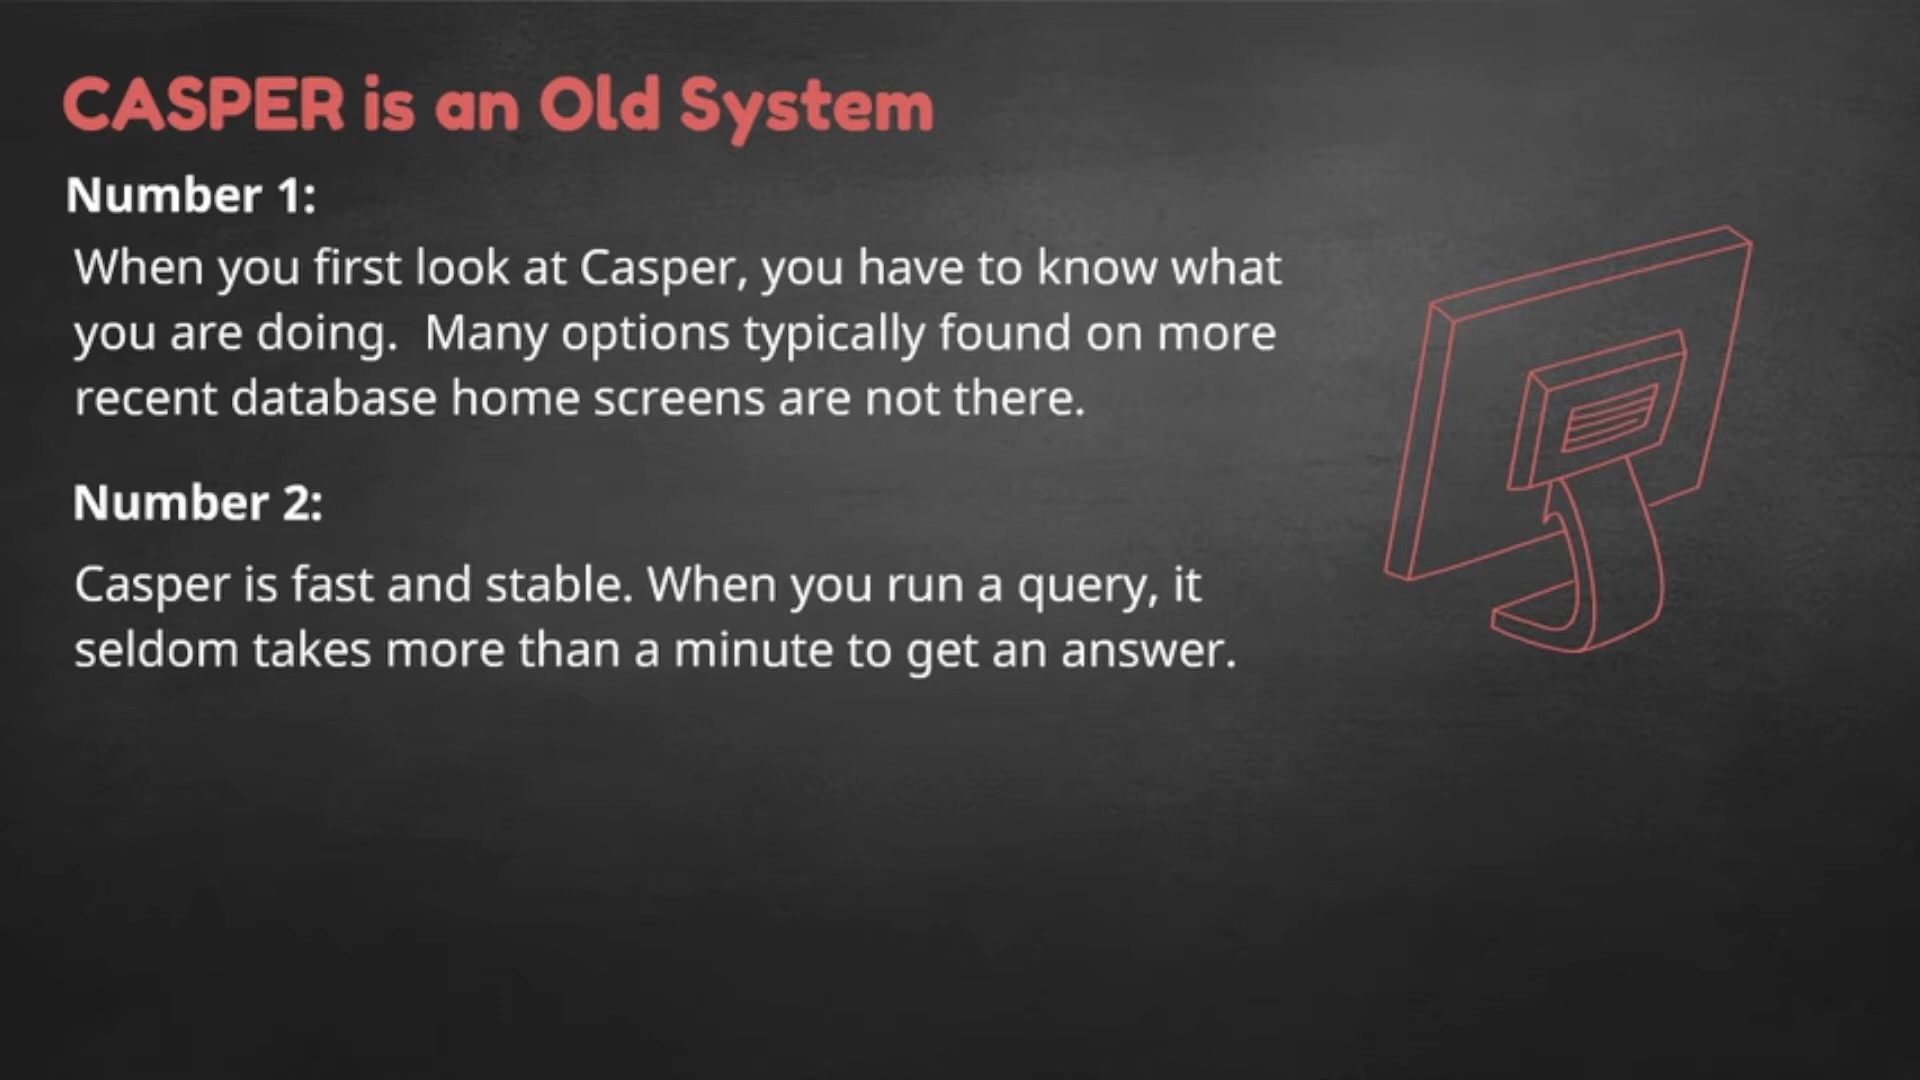 CASPER is an Old System
Number 1:
When you first look at Casper, you have to know what
you are doing.  Many options typically found on more
recent database home screens are not there.
Number 2:
Casper is fast and stable. When you run a query, it
seldom takes more than a minute to get an answer.